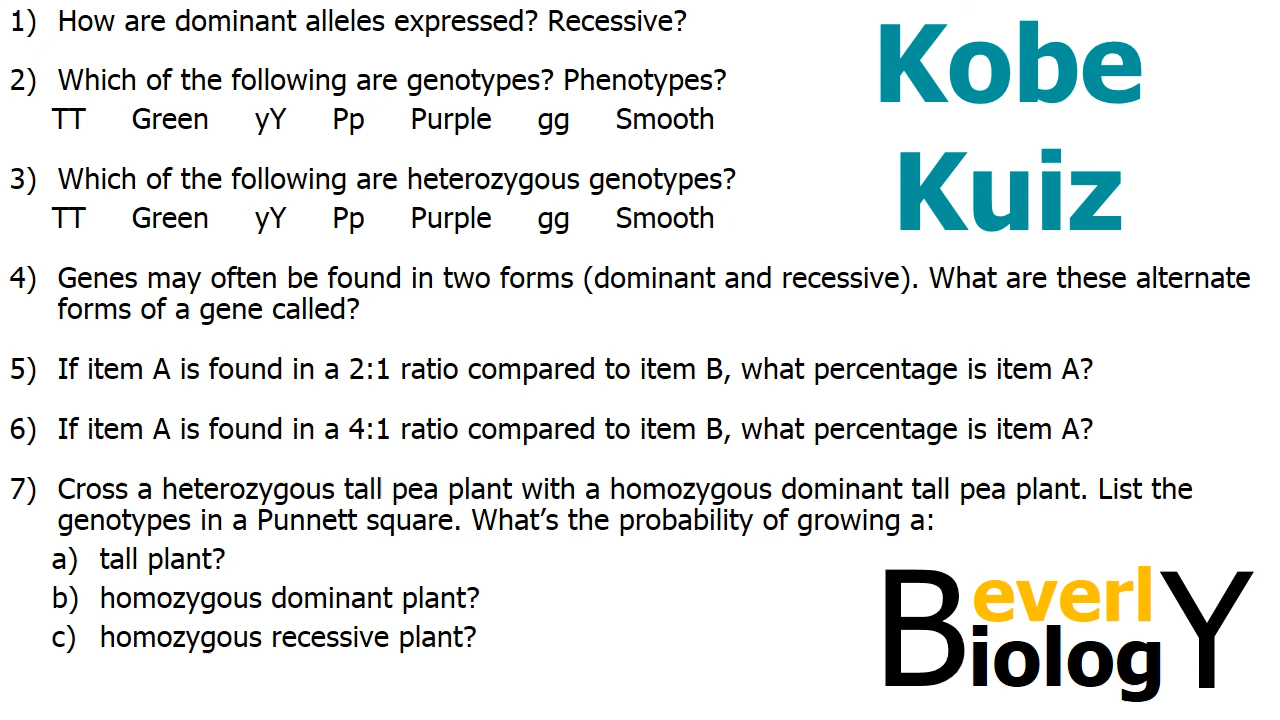 1) How are dominant alleles expressed? Recessive?
2) Which of the following are genotypes? Phenotypes?
TT Green yY Pp Purple gg Smooth
3) Which of the following are heterozygous genotypes?
TT Green yY Pp Purple gg Smooth
4) Genes may often be found in two forms (dominant and recessive). What are these alternate
forms of a gene called?
5) If item A is found in a 2:1 ratio compared to item B, what percentage is item A?
6) If item A is found in a 4:1 ratio compared to item B, what percentage is item A?
7) Cross a heterozygous tall pea plant with a homozygous dominant tall pea plant. List the
genotypes in a Punnett square. What’s the probability of growing a:
a) tall plant?
b) homozygous dominant plant?
c) homozygous recessive plant?
Kobe
Kuiz
BeverlY
BiologY